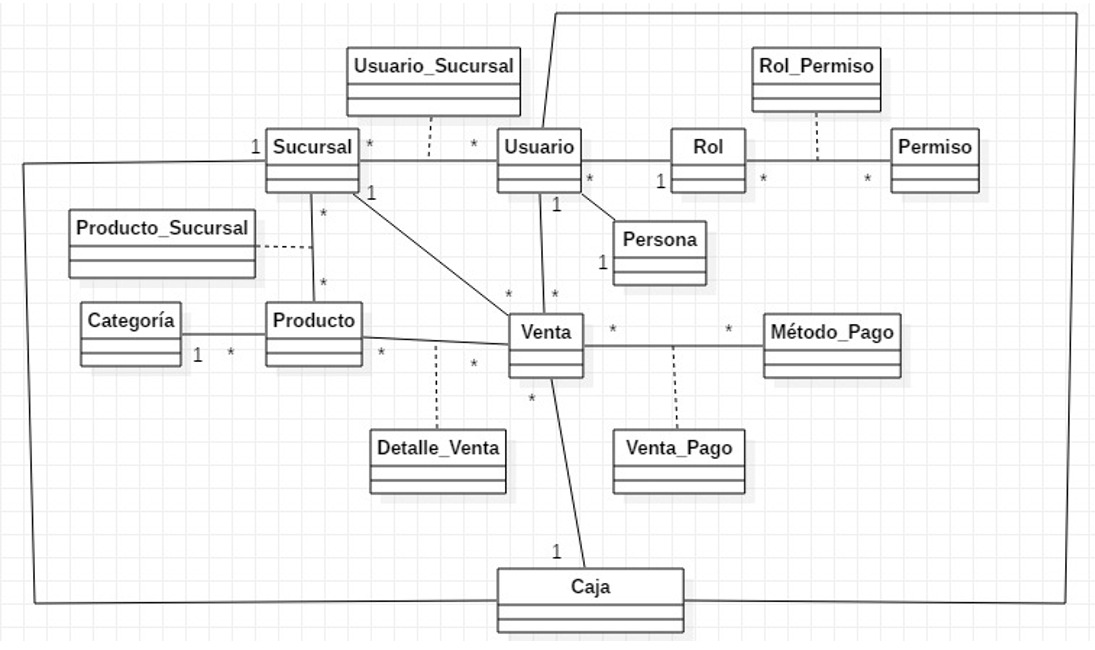 Usuario_Sucursal
Rol_Permiso
1
Sucursal
*
*
Usuario
Rol
Permiso
*
1
*
*
1
1
*
Producto_Sucursal
Persona
1
*
*
*
Categoría
Producto
Venta
*
*
Método_Pago
1
*
*
*
*
Detalle_Venta
Venta_Pago
1
Caja